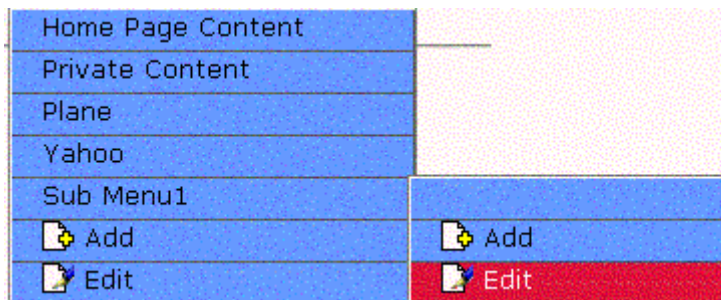 Home Page Content
Private Content
Plane
Yahoo
Sub Menu1
Add
Edit
Add
Edit